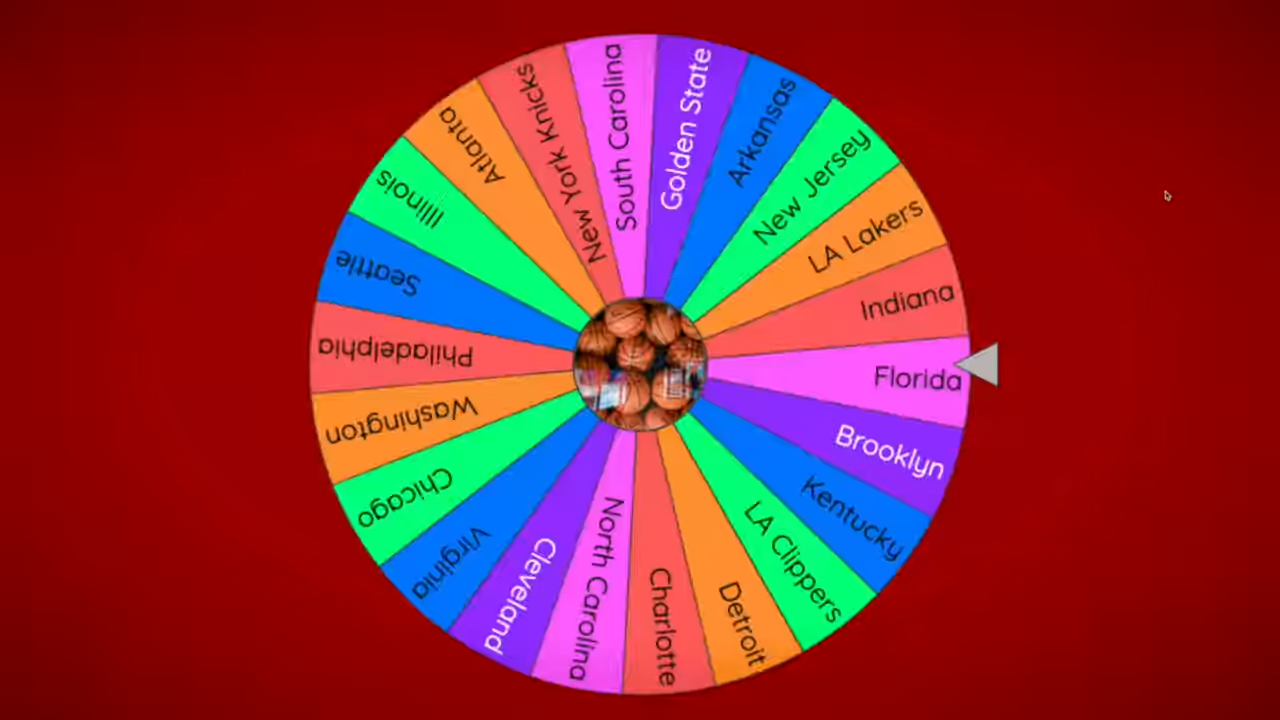 South Carolina
Golden State
Arkansas
New Jersey
LA Lakers
Indiana
Florida
Brooklyn
Kentucky
LA Clippers
Detroit
Charlotte
North Carolina
Cleveland
Virginia
Chicago
Washington
Philadelphia
Seattle
Illinois
Atlanta
New York Knicks